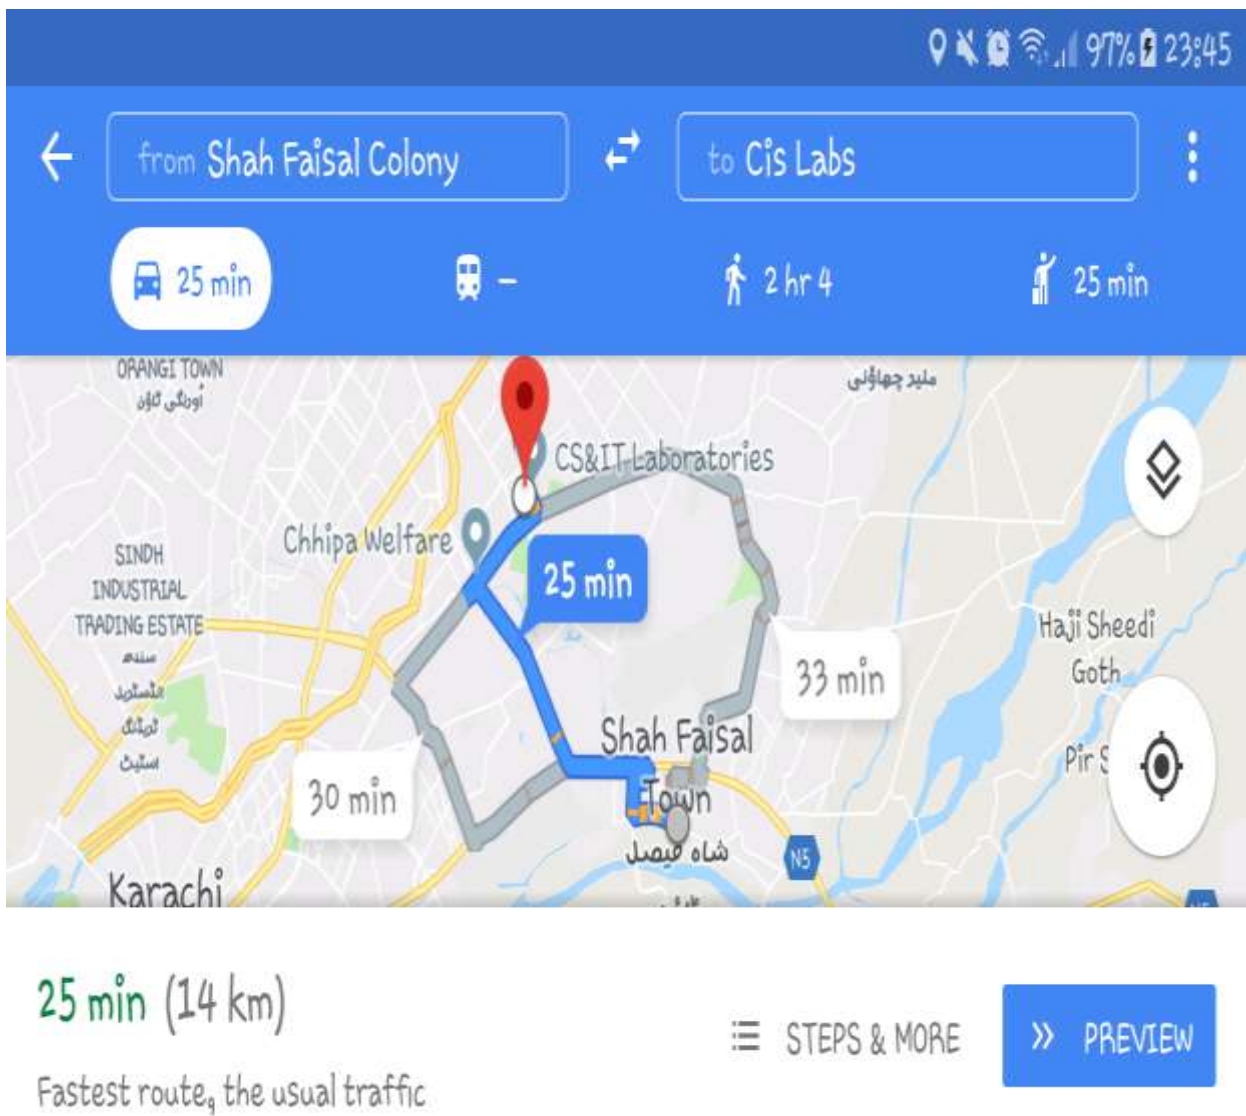 97% 23:45
from Shah Faisal Colony
to Cis Labs
25 min
–
2 hr 4
25 min
ORANGI TOWN
اورنگی ٹاؤن
ملیر چھاؤنی
CS&IT Laboratories
Chhipa Welfare
25 min
SINDH
INDUSTRIAL
TRADING ESTATE
سندھ
انڈسٹریل
ٹریڈنگ
اسٹیٹ
Haji Sheedi
Goth
33 min
Shah Faisal
Town
شاہ فیصل
Pir S
30 min
N5
Karachi
25 min (14 km)
Fastest route, the usual traffic
STEPS & MORE
PREVIEW